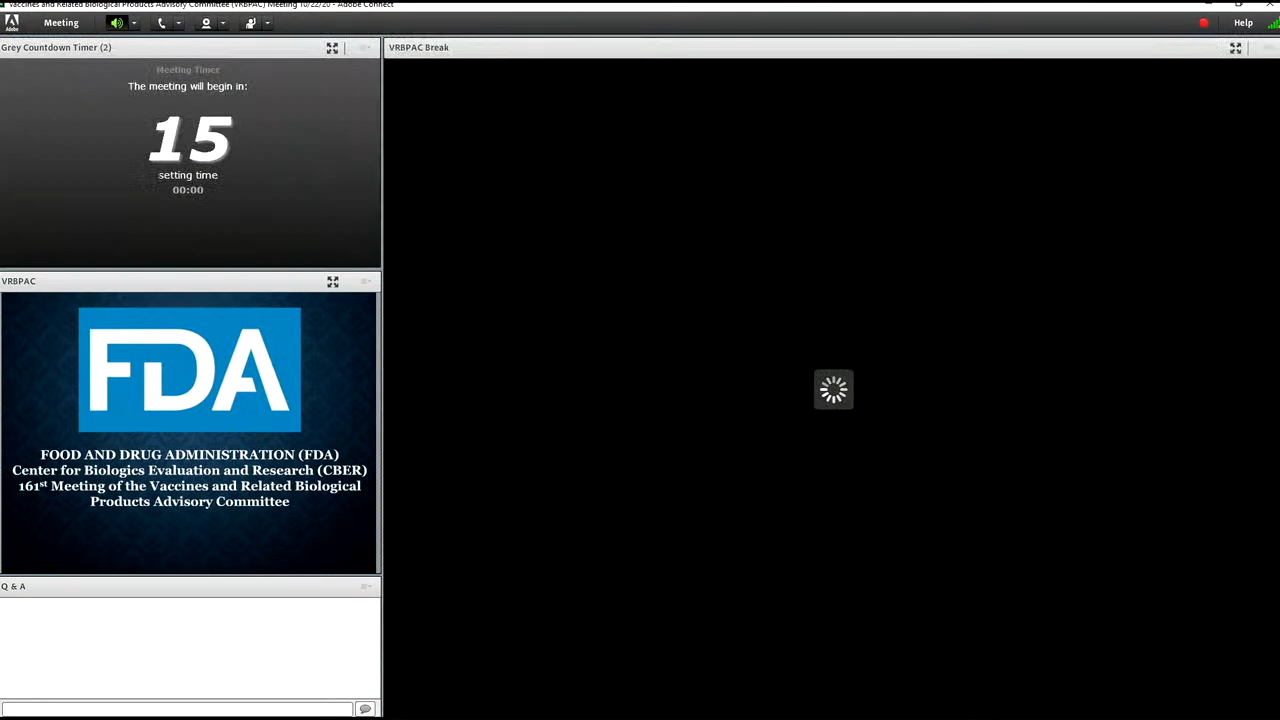 Vaccines and Related Biological Products Advisory Committee (VRBPAC) Meeting 10/22/20 - Adobe Connect
Adobe
Meeting
Help
Grey Countdown Timer (2)
Meeting Timer
The meeting will begin in:
15
setting time
00:00
VRBPAC
FDA
FOOD AND DRUG ADMINISTRATION (FDA)
Center for Biologics Evaluation and Research (CBER)
161st Meeting of the Vaccines and Related Biological
Products Advisory Committee
Q & A
VRBPAC Break